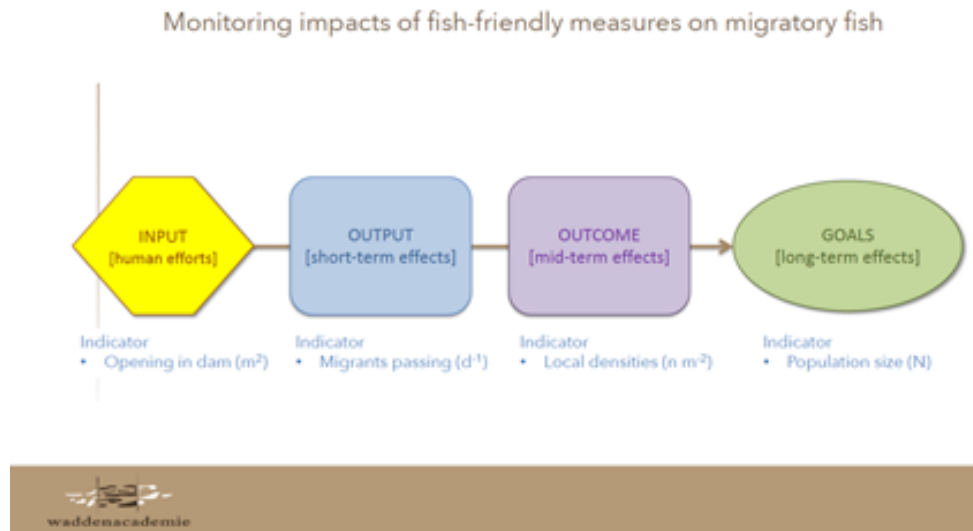 Monitoring impacts of fish-friendly measures on migratory fish
INPUT
[human efforts]
OUTPUT
[short-term effects]
OUTCOME
[mid-term effects]
GOALS
[long-term effects]
Indicator
• Opening in dam (m²)
Indicator
• Migrants passing (d⁻¹)
Indicator
• Local densities (n m⁻²)
Indicator
• Population size (N)
waddenacademie